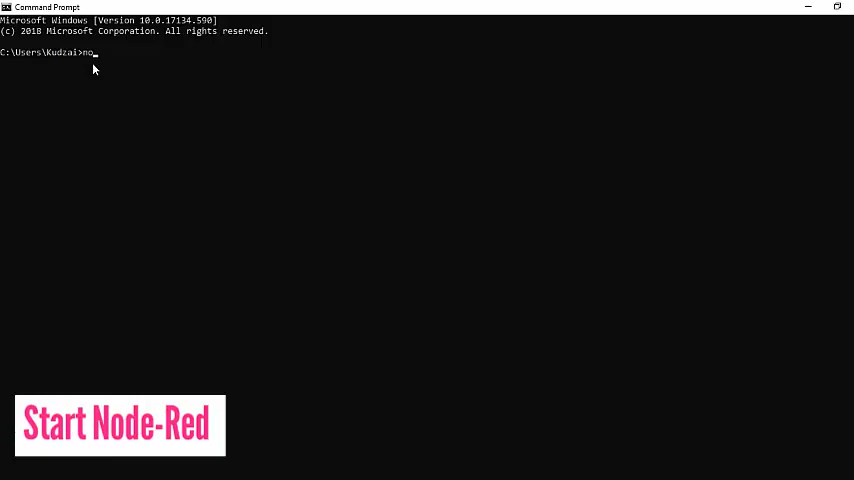 Command Prompt
Microsoft Windows [Version 10.0.17134.590]
(c) 2018 Microsoft Corporation. All rights reserved.
C:\Users\Kudzai>no_
Start Node-Red